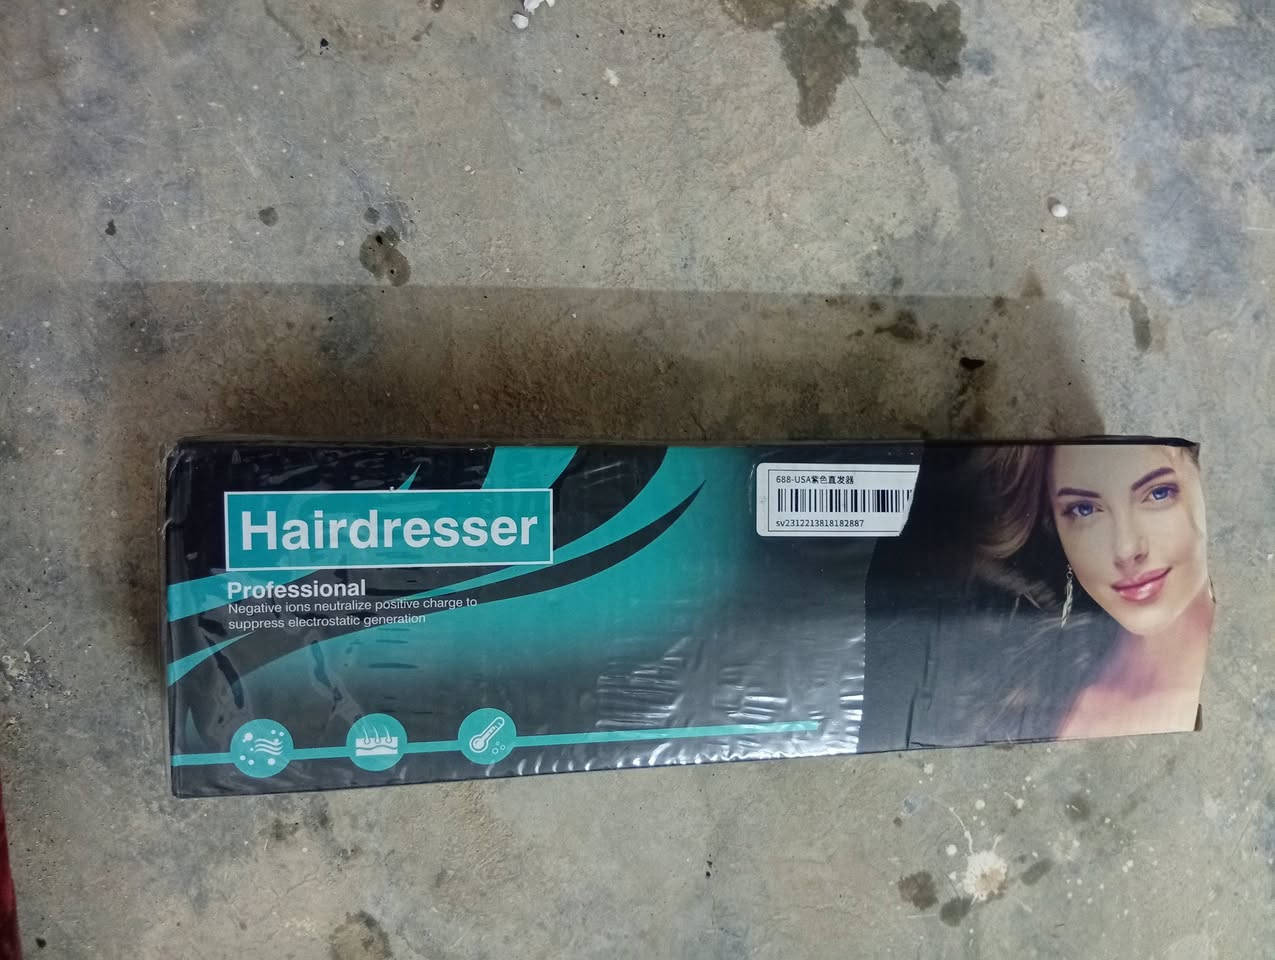 Hairdresser
Professional
Negative ions neutralize positive charge to
suppress electrostatic generation
688-USA紫色直发器
sv2312213818182887